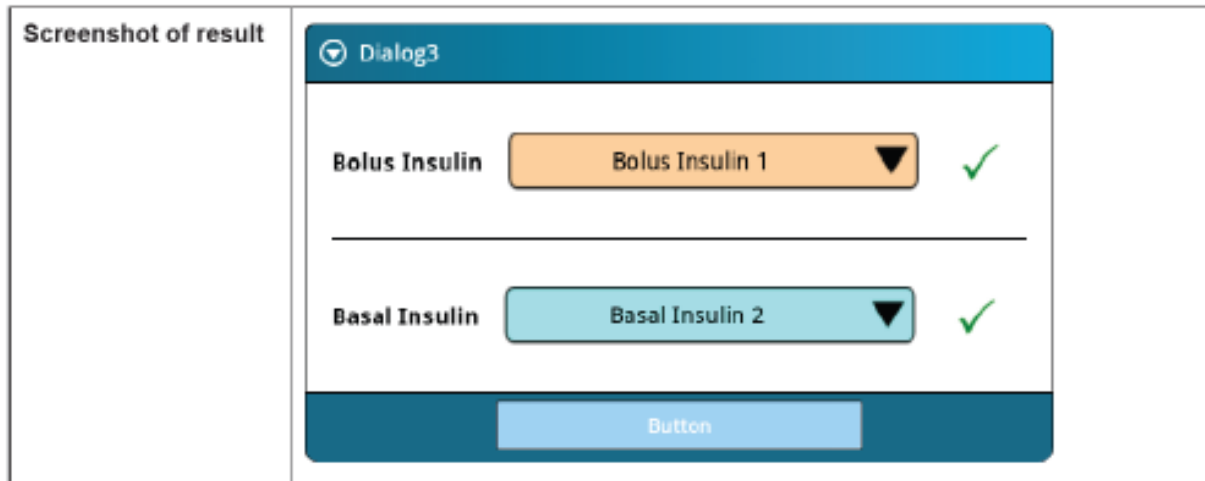 Screenshot of result
Dialog3
Bolus Insulin Bolus Insulin 1
Basal Insulin Basal Insulin 2
Button